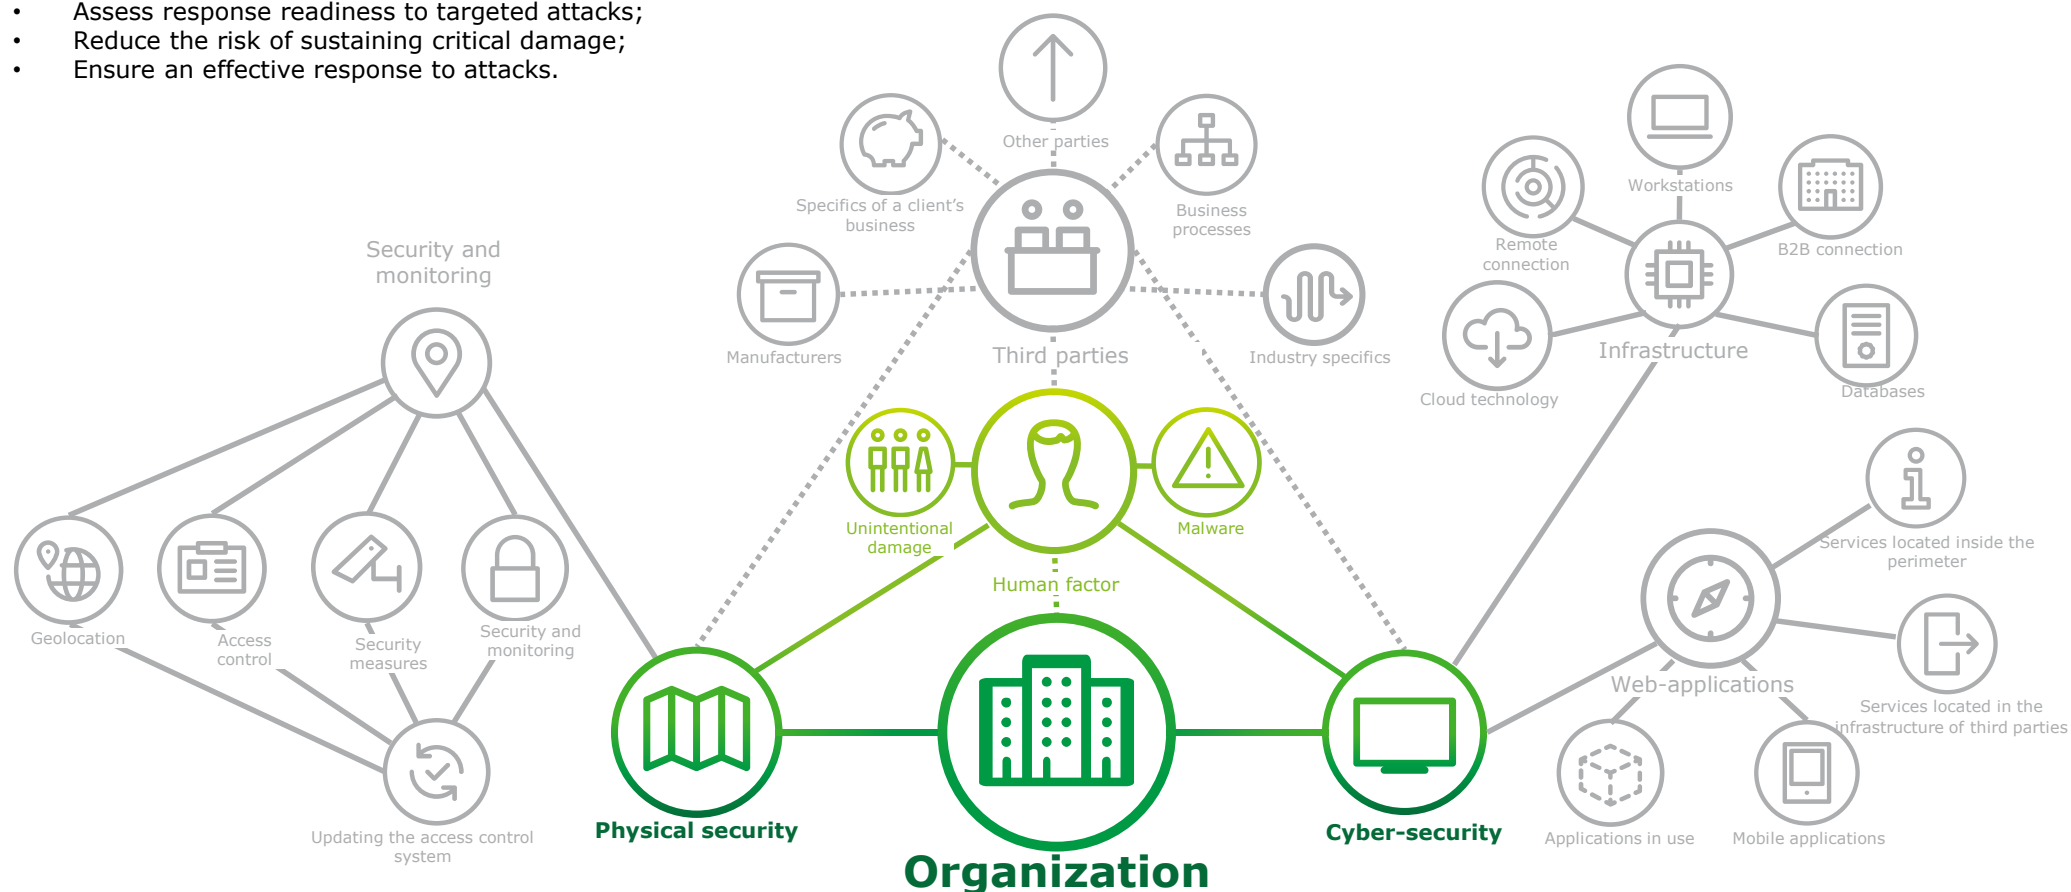 • Assess response readiness to targeted attacks;
• Reduce the risk of sustaining critical damage;
• Ensure an effective response to attacks.
Other parties
Specifics of a client's
business
Business
processes
Manufacturers
Third parties
Industry specifics
Workstations
Remote
connection
B2B connection
Cloud technology
Infrastructure
Databases
Security and
monitoring
Unintentional
damage
Malware
Human factor
Geolocation
Access
control
Security
measures
Security and
monitoring
Updating the access control
system
Services located inside the
perimeter
Web-applications
Services located in the
infrastructure of third parties
Applications in use
Mobile applications
Physical security
Cyber-security
Organization